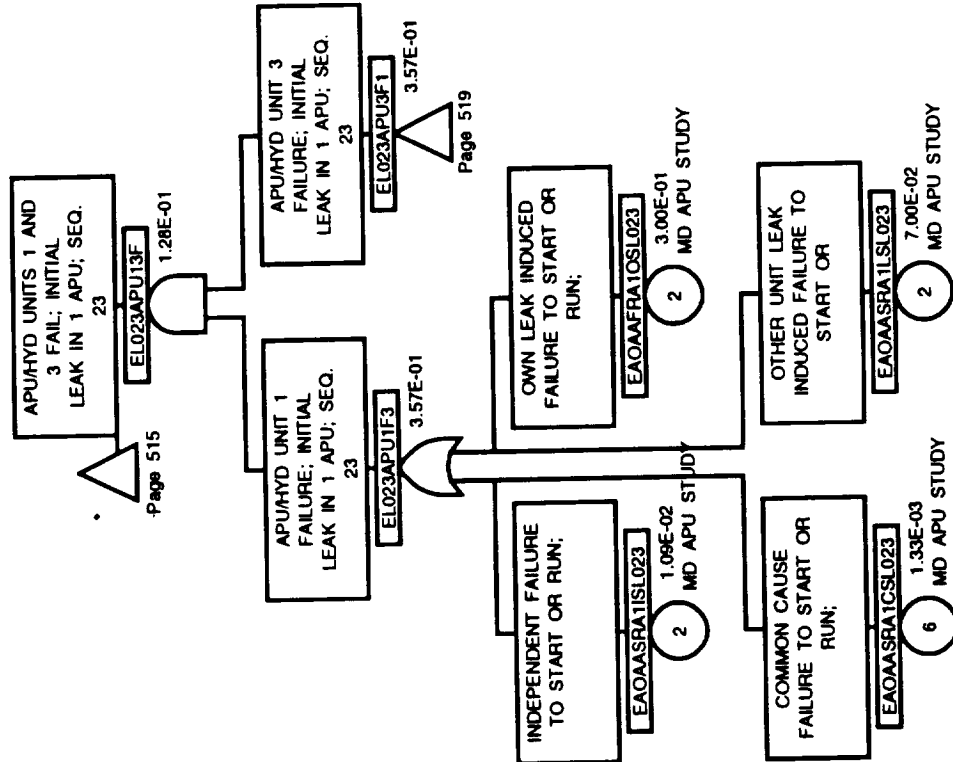 APU/HYD UNITS 1 AND
3 FAIL; INITIAL
LEAK IN 1 APU; SEQ.
23
EL023APU13F
1.28E-01
Page 515
APU/HYD UNIT 1
FAILURE; INITIAL
LEAK IN 1 APU; SEQ.
23
EL023APU1F3
3.57E-01
APU/HYD UNIT 3
FAILURE; INITIAL
LEAK IN 1 APU; SEQ.
23
EL023APU3F1
3.57E-01
Page 519
INDEPENDENT FAILURE
TO START OR RUN;
EAOAASRA1ISL023
2
1.09E-02
MD APU STUDY
OWN LEAK INDUCED
FAILURE TO START OR
RUN;
EAOAAFRA1OSL023
2
3.00E-01
MD APU STUDY
COMMON CAUSE
FAILURE TO START OR
RUN;
EAOAASRA1CSL023
6
1.33E-03
MD APU STUDY
OTHER UNIT LEAK
INDUCED FAILURE TO
START OR
EAOAASRA1LSL023
2
7.00E-02
MD APU STUDY